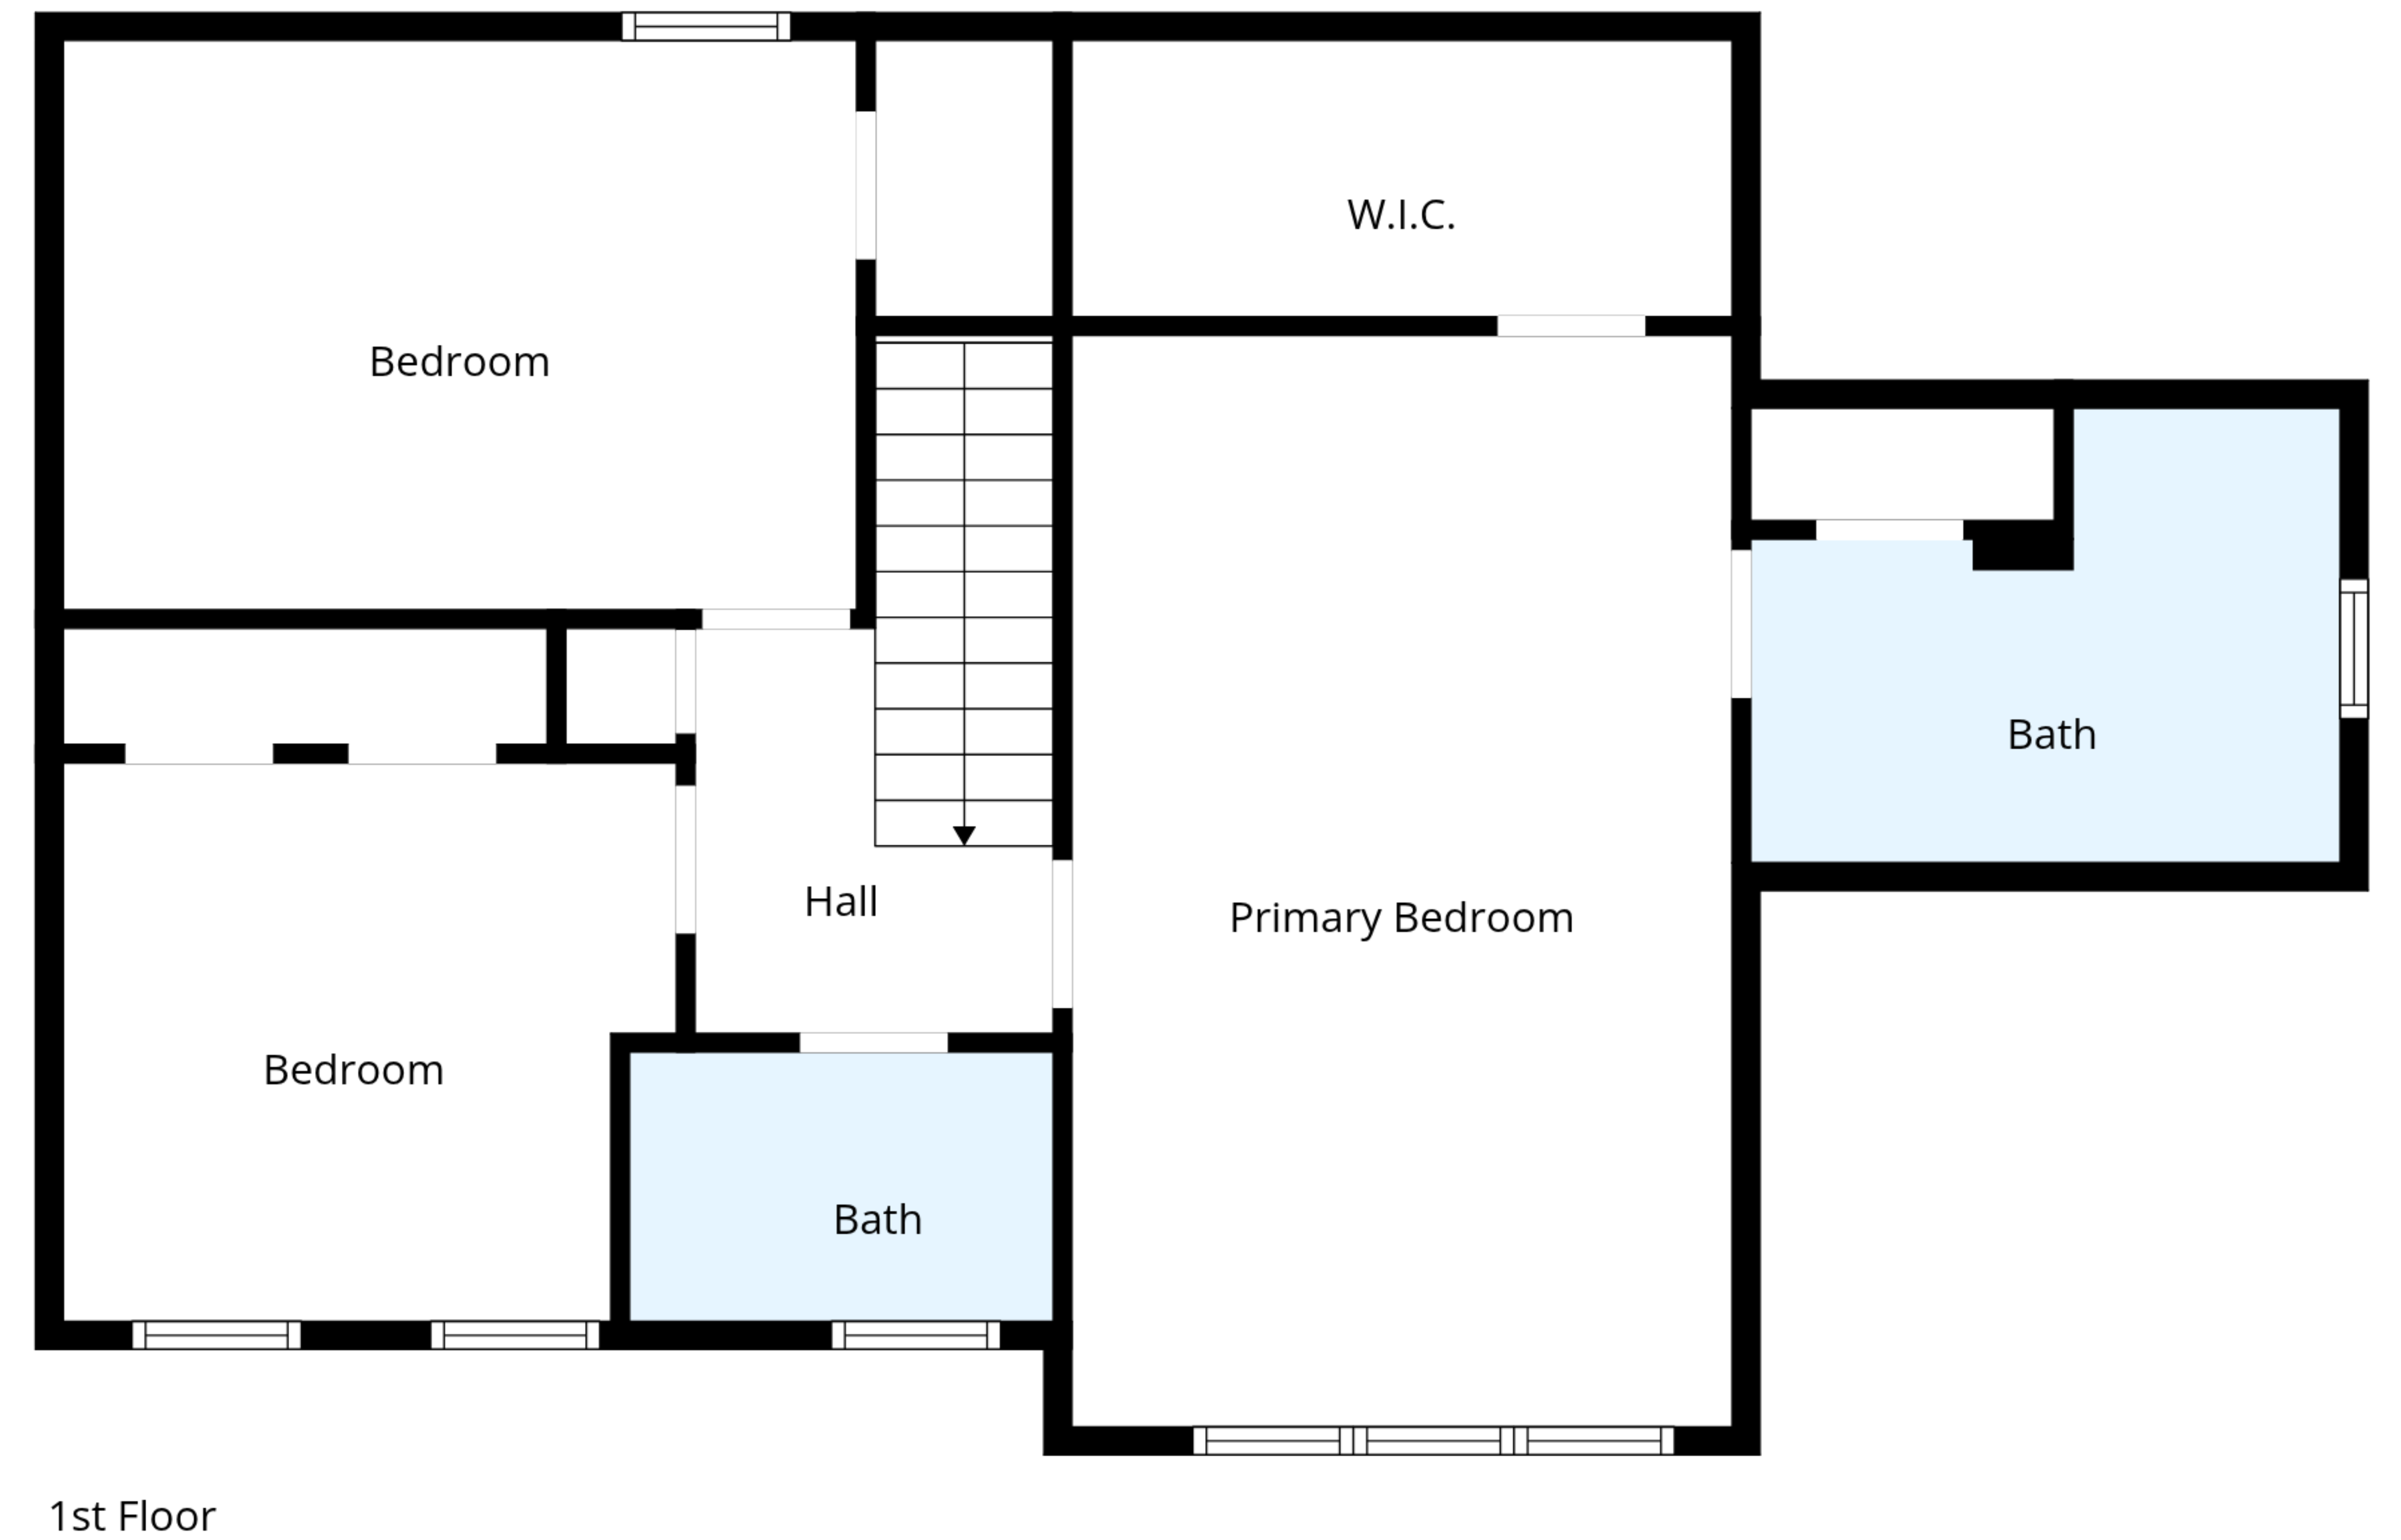 W.I.C.
Bedroom
Bath
Hall
Primary Bedroom
Bedroom
Bath
1st Floor